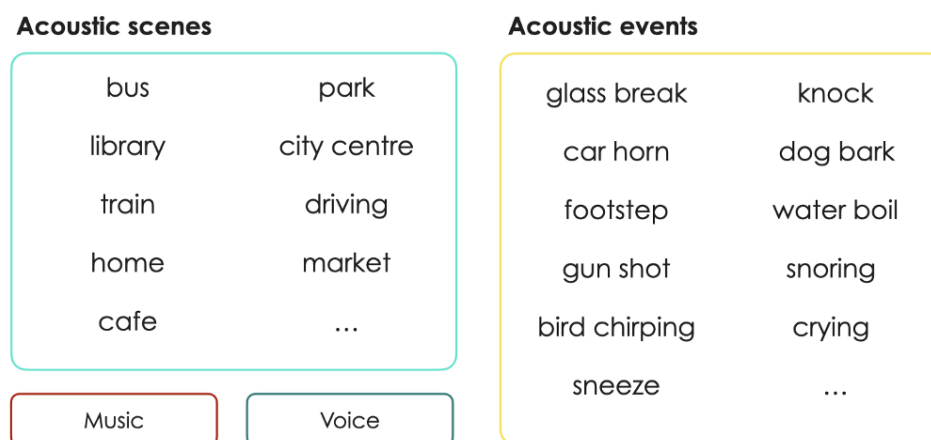 Acoustic scenes
bus park
library city centre
train driving
home market
cafe ...
Music
Voice
Acoustic events
glass break knock
car horn dog bark
footstep water boil
gun shot snoring
bird chirping crying
sneeze ...